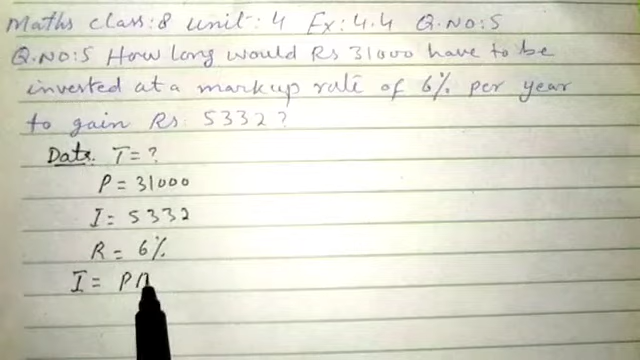 Maths class:8 unit:4 Ex:4.4 Q.NO:5
Q.NO:5 How long would Rs 31000 have to be
invested at a markup rate of 6% per year
to gain Rs. 5332?
Data. T=?
P=31000
I=5332
R=6%
I= P